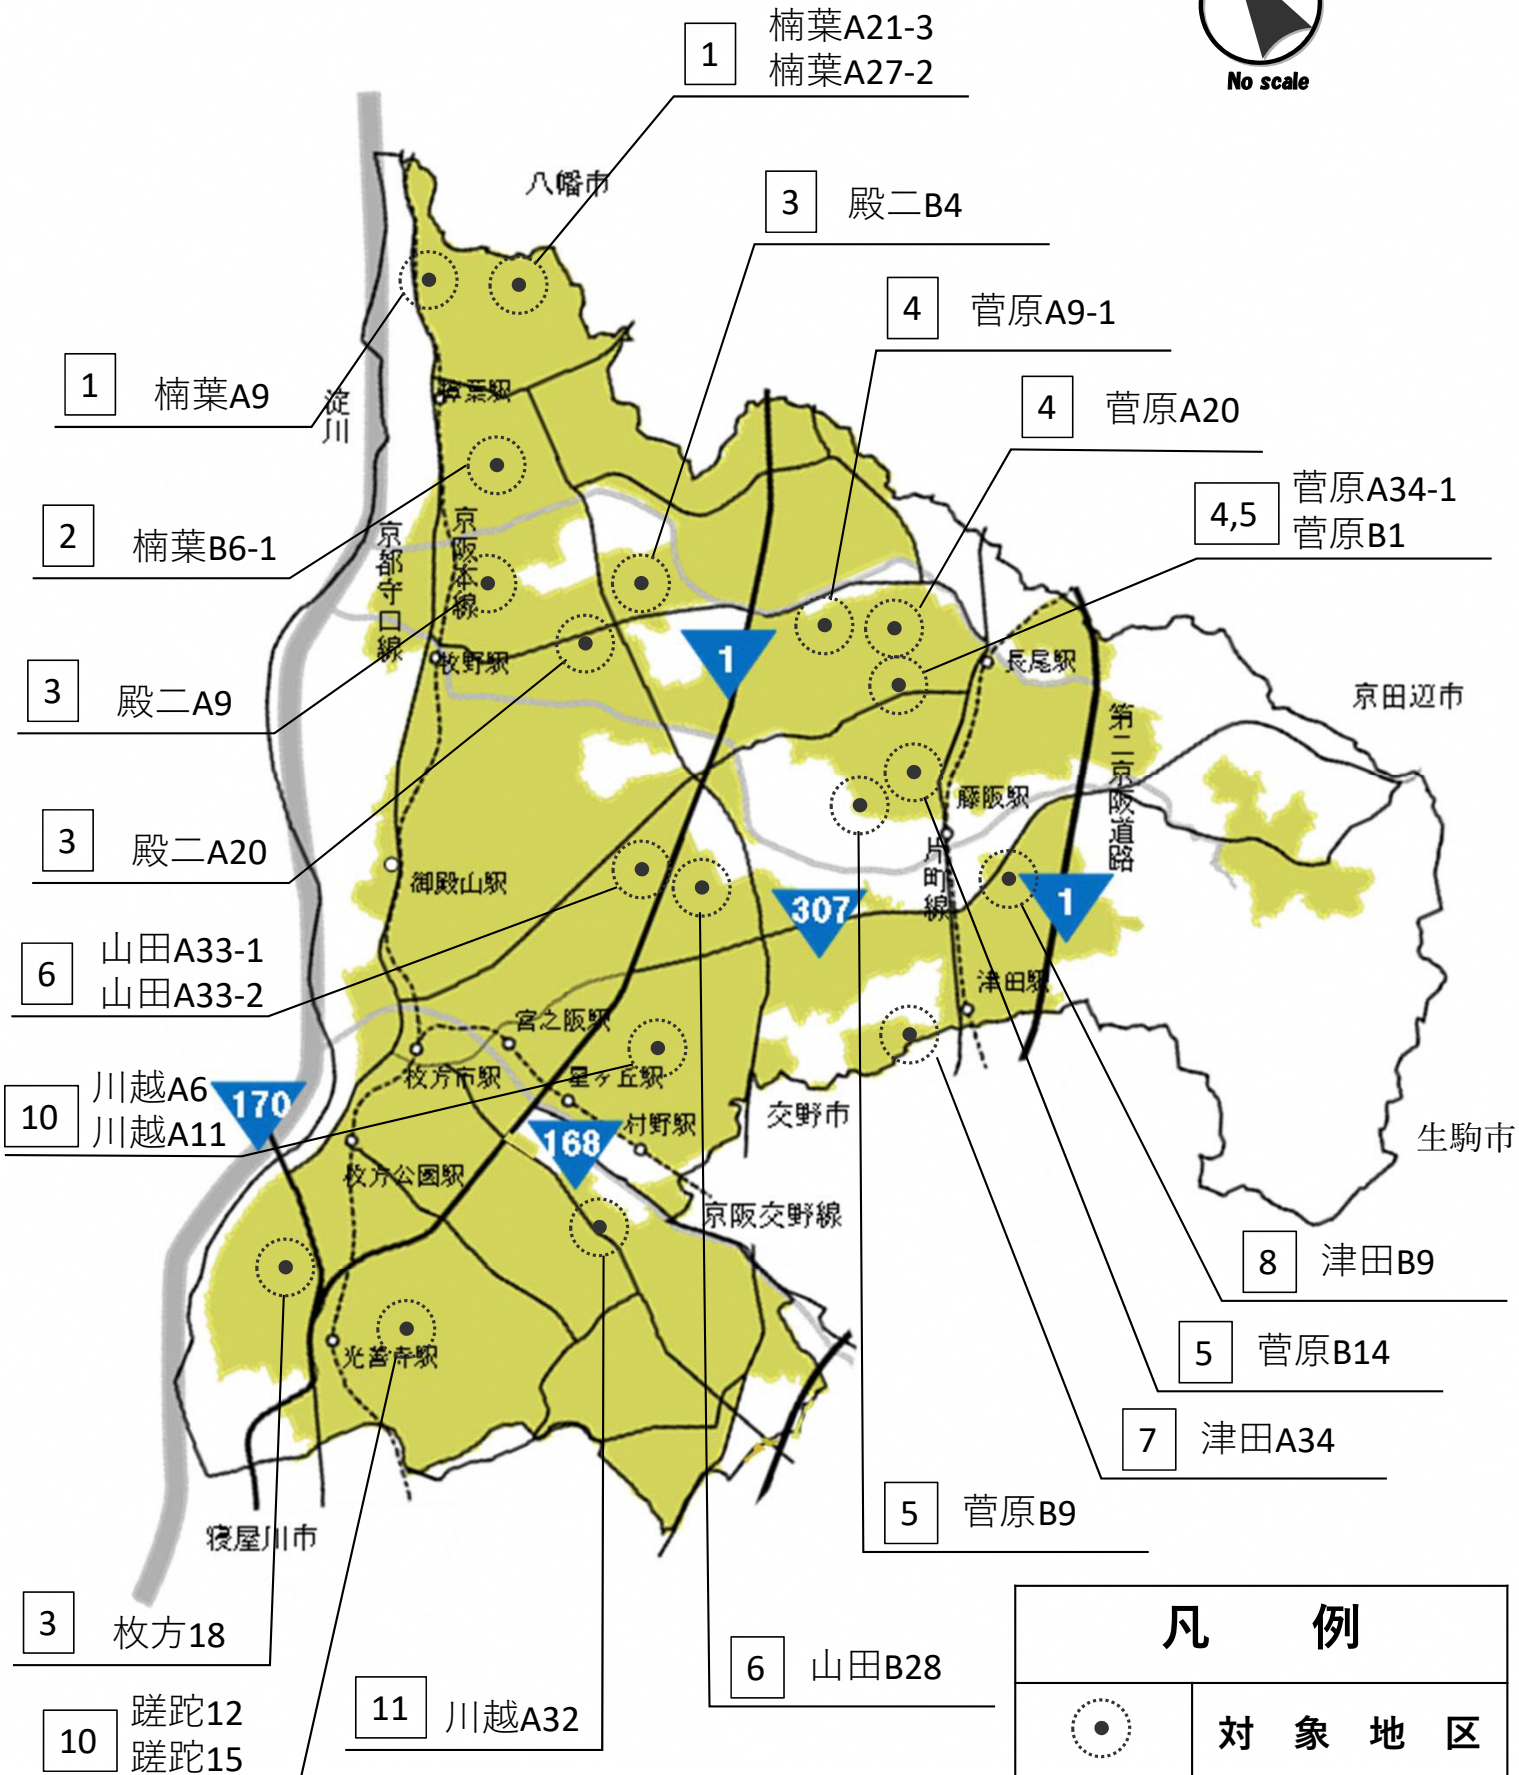 No scale
1
楠葉A21-3
楠葉A27-2
八幡市
3
殿二B4
4
菅原A9-1
1
楠葉A9
淀川
4
菅原A20
4,5
菅原A34-1
菅原B1
2
楠葉B6-1
京都守口線
京阪本線
牧野駅
1
長尾駅
3
殿二A9
京田辺市
第二京阪道路
3
殿二A20
藤阪駅
片町線
御殿山駅
307
1
6
山田A33-1
山田A33-2
津田駅
宮之阪駅
枚方市駅
星ヶ丘駅
10
川越A6
川越A11
170
168
村野駅
交野市
生駒市
枚方公園駅
京阪交野線
8
津田B9
5
菅原B14
光善寺駅
7
津田A34
5
菅原B9
寝屋川市
3
枚方18
6
山田B28
11
川越A32
10
蹉跎12
蹉跎15
凡 例
対 象 地 区